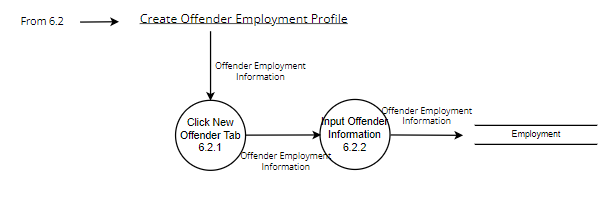 From 6.2
Create Offender Employment Profile
Offender Employment
Information
Click New
Offender Tab
6.2.1
Offender Employment
Information
Input Offender
Information
6.2.2
Offender Employment
Information
Employment